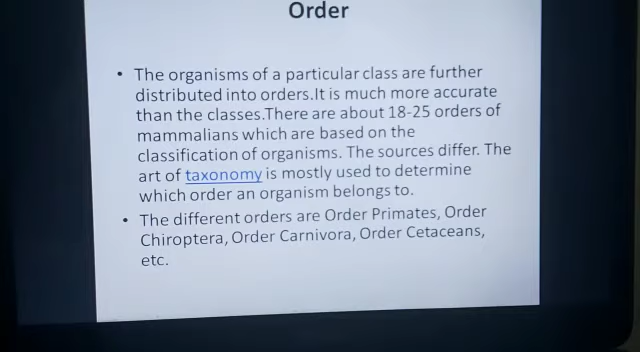 Order
• The organisms of a particular class are further
distributed into orders.It is much more accurate
than the classes.There are about 18-25 orders of
mammalians which are based on the
classification of organisms. The sources differ. The
art of taxonomy is mostly used to determine
which order an organism belongs to.
• The different orders are Order Primates, Order
Chiroptera, Order Carnivora, Order Cetaceans,
etc.